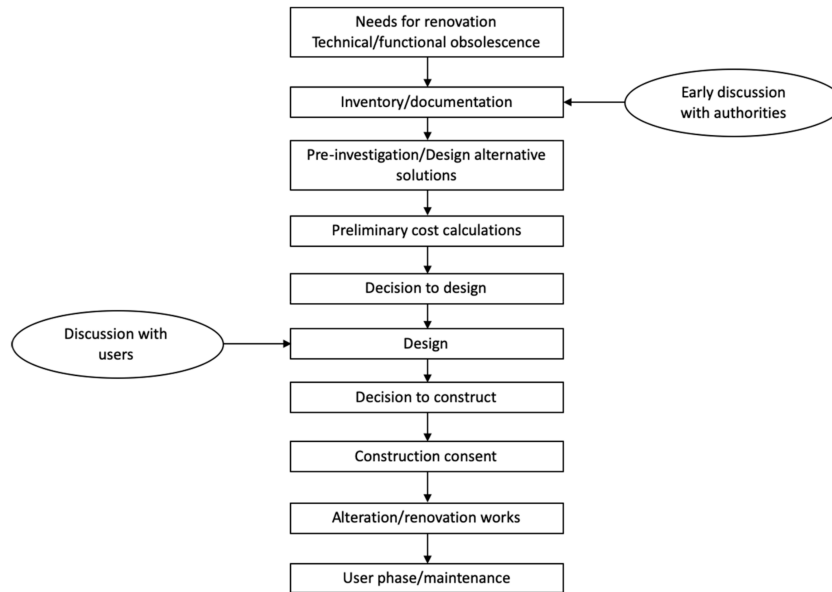 Needs for renovation
Technical/functional obsolescence
Inventory/documentation
Early discussion
with authorities
Pre-investigation/Design alternative
solutions
Preliminary cost calculations
Decision to design
Discussion with
users
Design
Decision to construct
Construction consent
Alteration/renovation works
User phase/maintenance